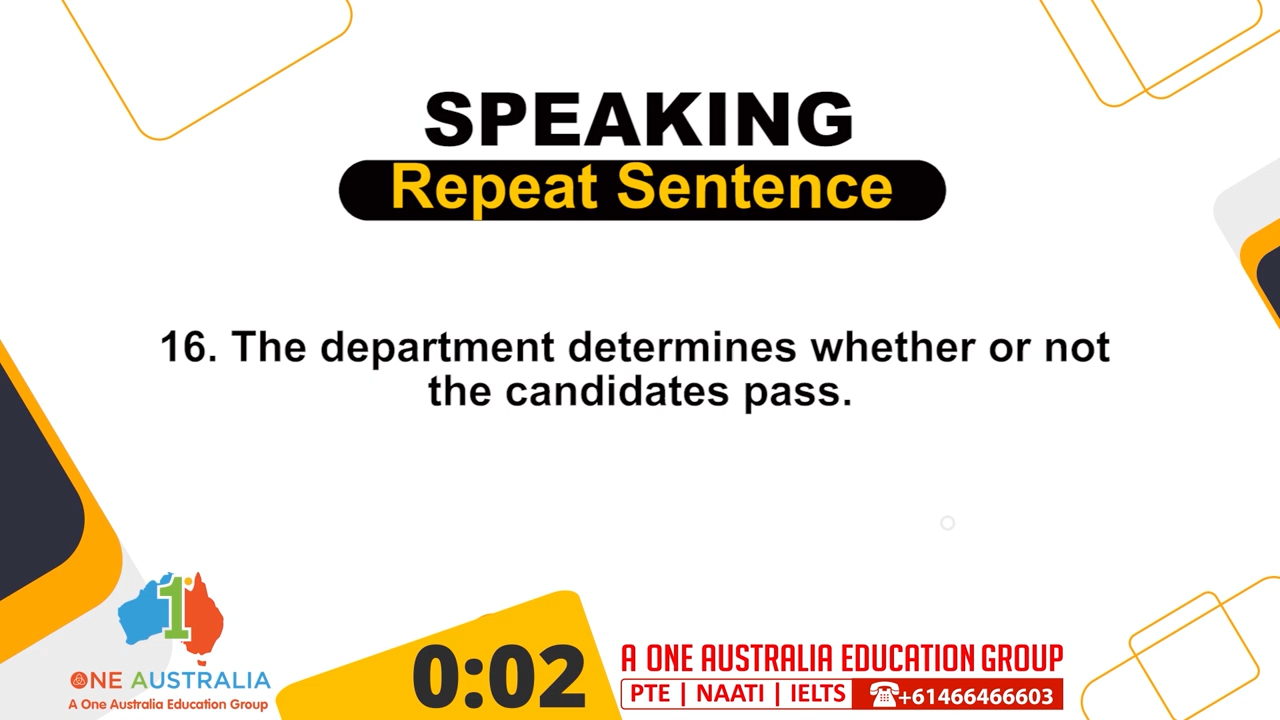 SPEAKING
Repeat Sentence
16. The department determines whether or not
the candidates pass.
1
ONE AUSTRALIA
A One Australia Education Group
0:02
A ONE AUSTRALIA EDUCATION GROUP
PTE | NAATI | IELTS ☎+61466466603